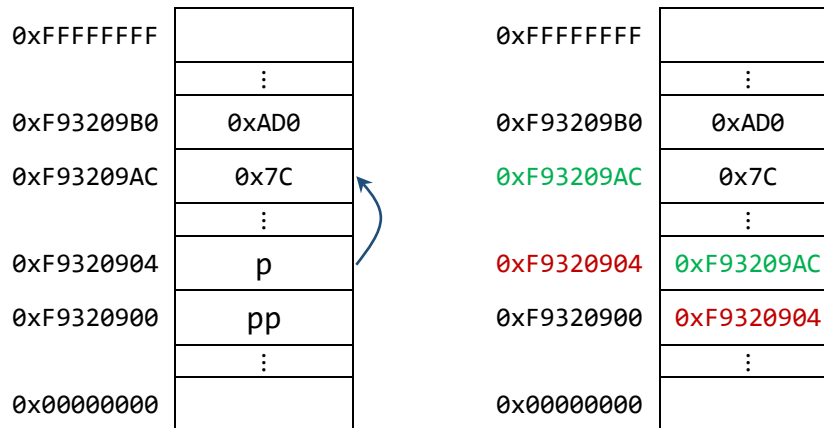 0xFFFFFFFF
⋮
0xF93209B0 0xAD0
0xF93209AC 0x7C
⋮
0xF9320904 p
0xF9320900 pp
⋮
0x00000000
0xFFFFFFFF
⋮
0xF93209B0 0xAD0
0xF93209AC 0x7C
⋮
0xF9320904 0xF93209AC
0xF9320900 0xF9320904
⋮
0x00000000